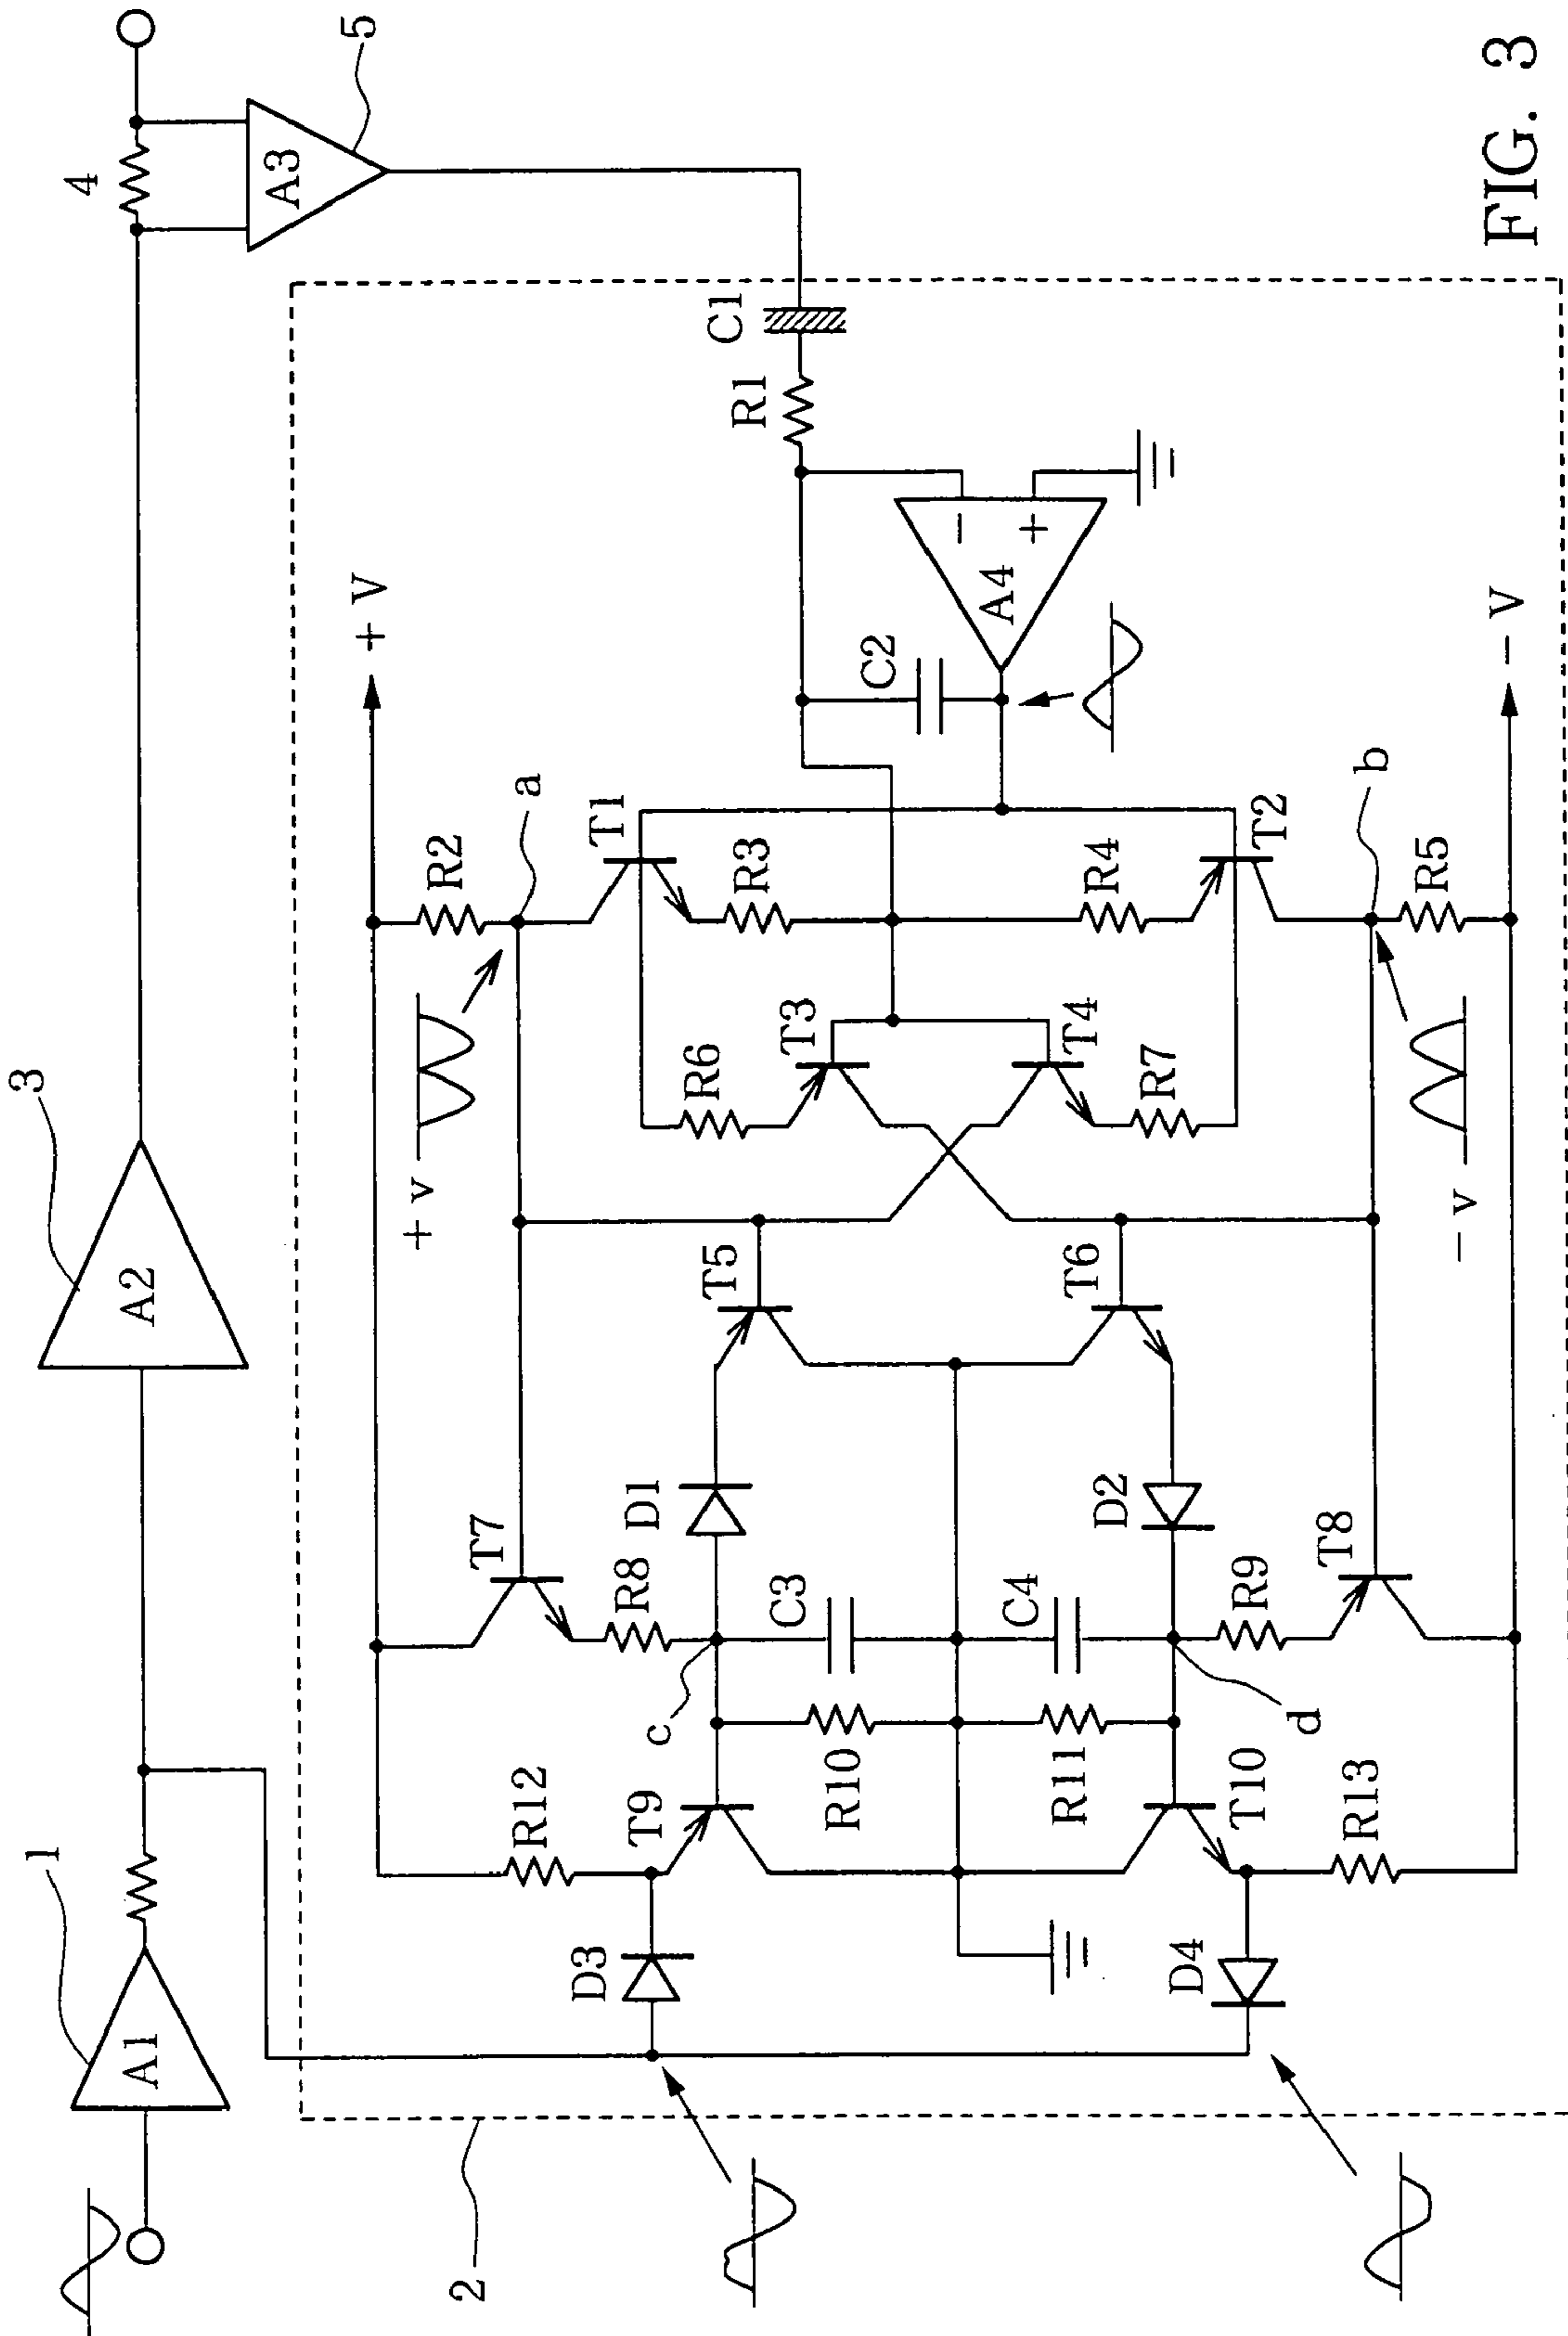 1
A1
3
A2
4
5
A3
2
+V
R12
T7
+v
R2
a
D3
T9
c
R8
D1
T5
R6
T1
R3
R1
C1
T3
R10
C3
C2
A4
−
+
R11
C4
T6
T4
R4
R7
D4
T10
d
R9
D2
T8
T2
b
R13
−v
R5
−V
FIG. 3